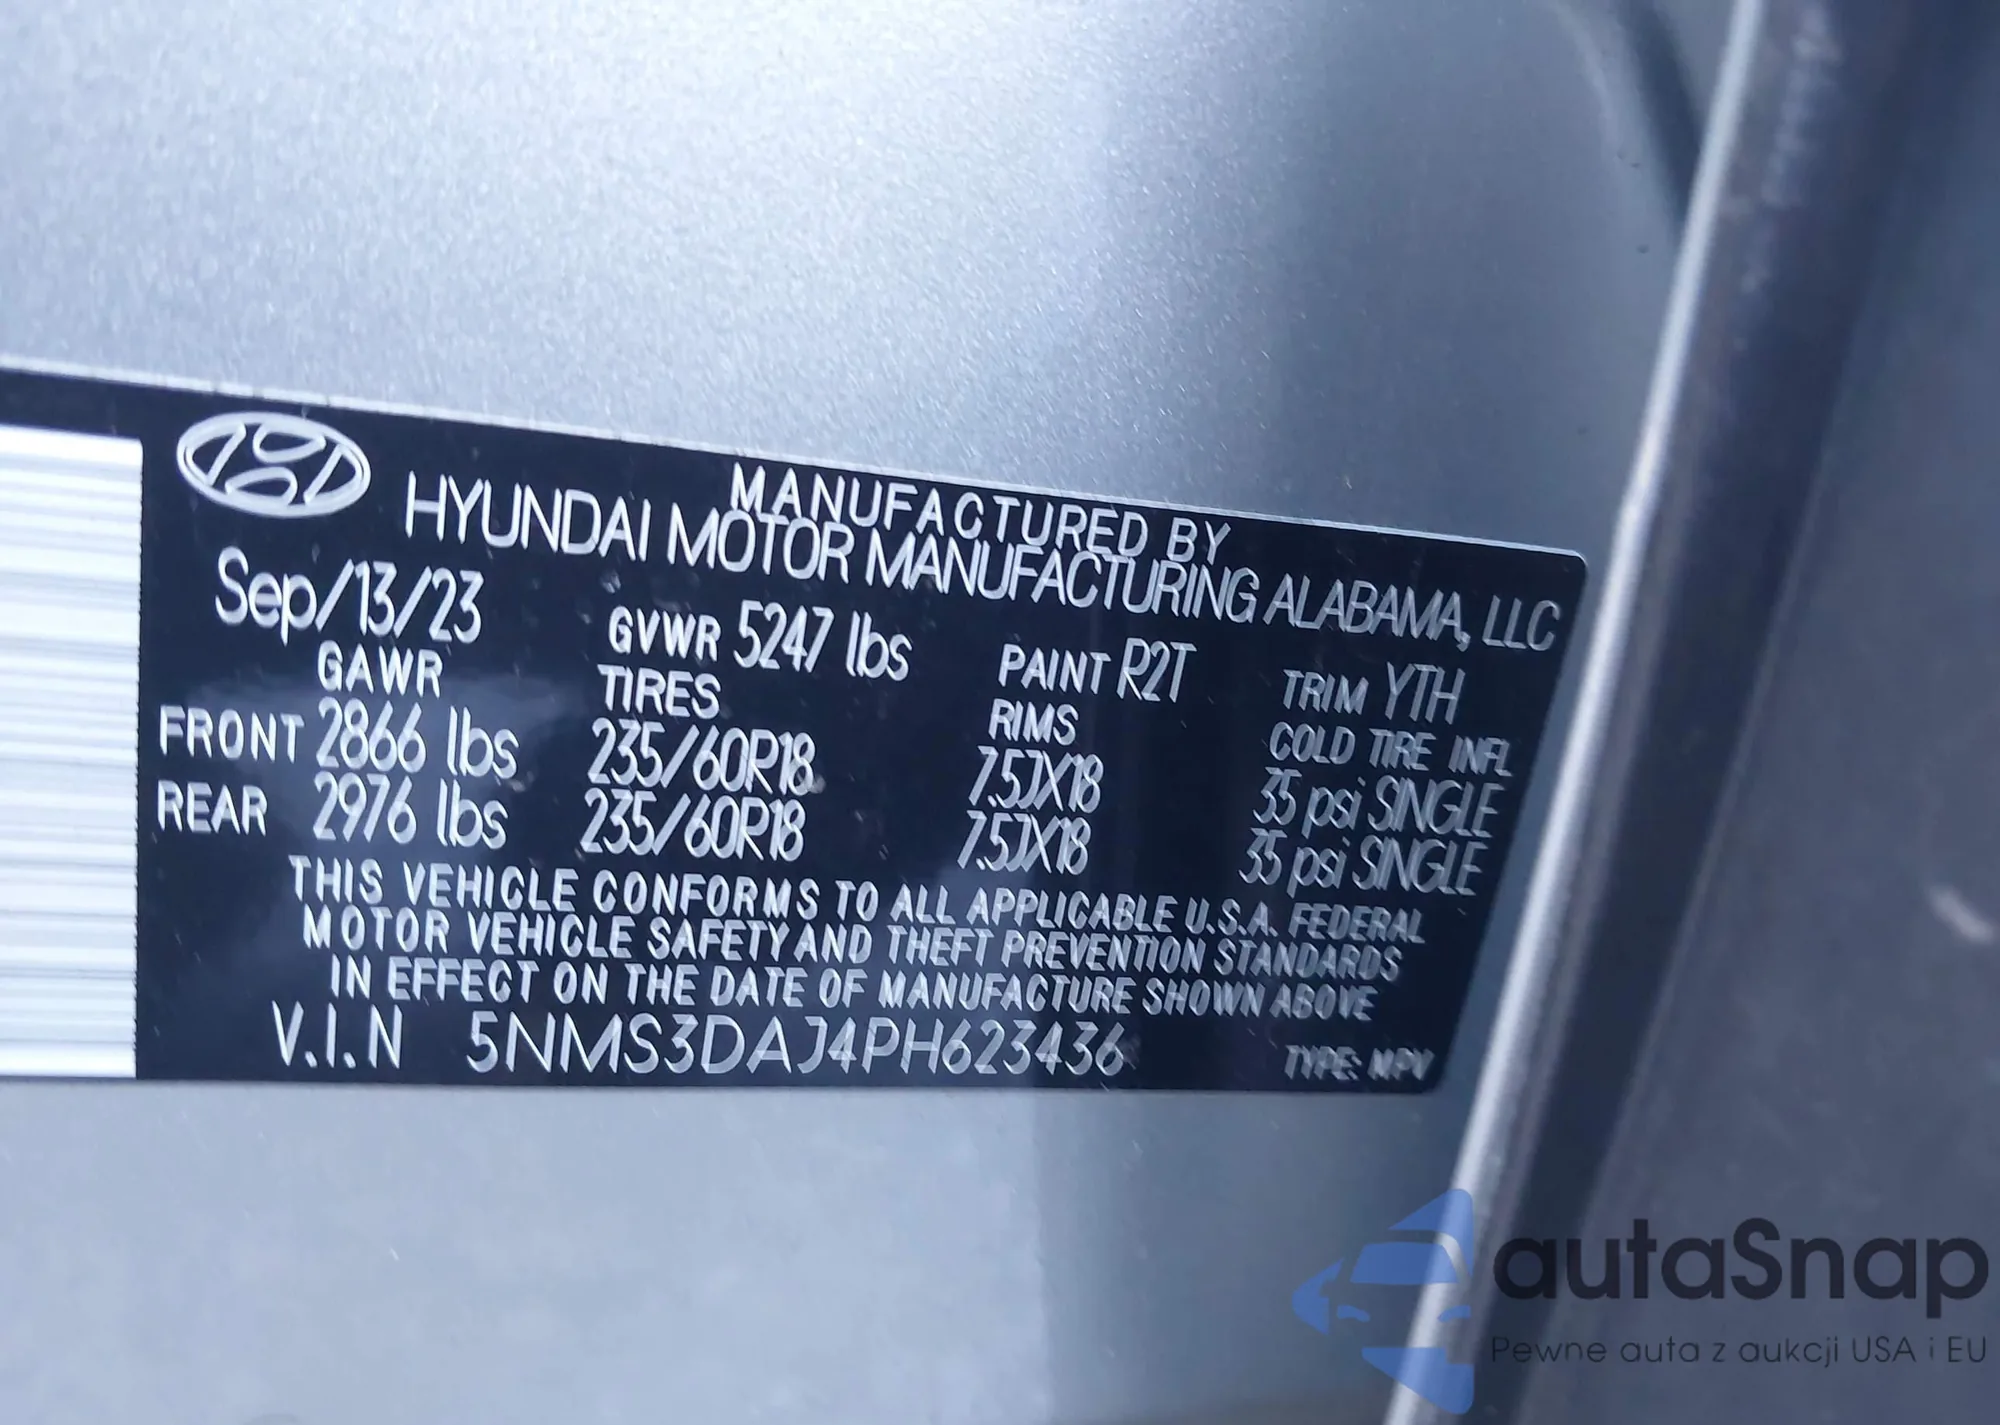 MANUFACTURED BY
HYUNDAI MOTOR MANUFACTURING ALABAMA, LLC
Sep/13/23 GVWR 5247 lbs PAINT R2T TRIM YTH
GAWR TIRES RIMS COLD TIRE INFL
FRONT 2866 lbs 235/60R18 7.5JX18 35 psi SINGLE
REAR 2976 lbs 235/60R18 7.5JX18 35 psi SINGLE
THIS VEHICLE CONFORMS TO ALL APPLICABLE U.S.A. FEDERAL
MOTOR VEHICLE SAFETY AND THEFT PREVENTION STANDARDS
IN EFFECT ON THE DATE OF MANUFACTURE SHOWN ABOVE
V.I.N 5NMS3DAJ4PH623436 TYPE: MPV
autaSnap
Pewne auta z aukcji USA i EU